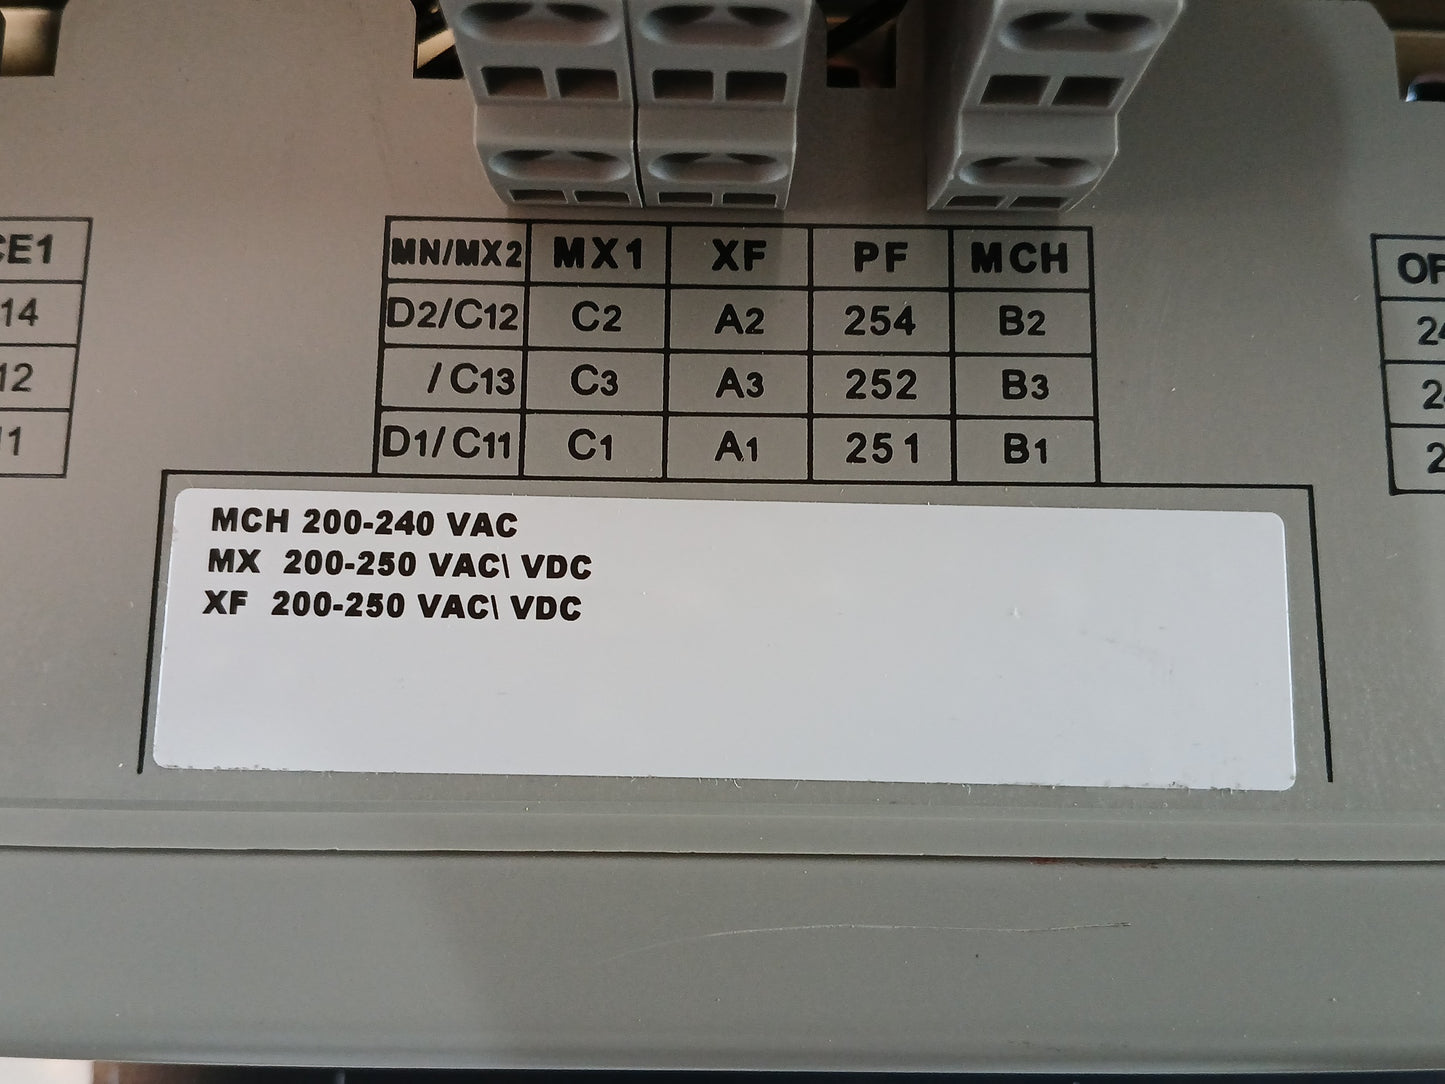 CE1 MN/MX2 MX1 XF PF MCH OF
14 D2/C12 C2 A2 254 B2
12 / C13 C3 A3 252 B3
11 D1/C11 C1 A1 251 B1
MCH 200-240 VAC
MX 200-250 VAC\ VDC
XF 200-250 VAC\ VDC